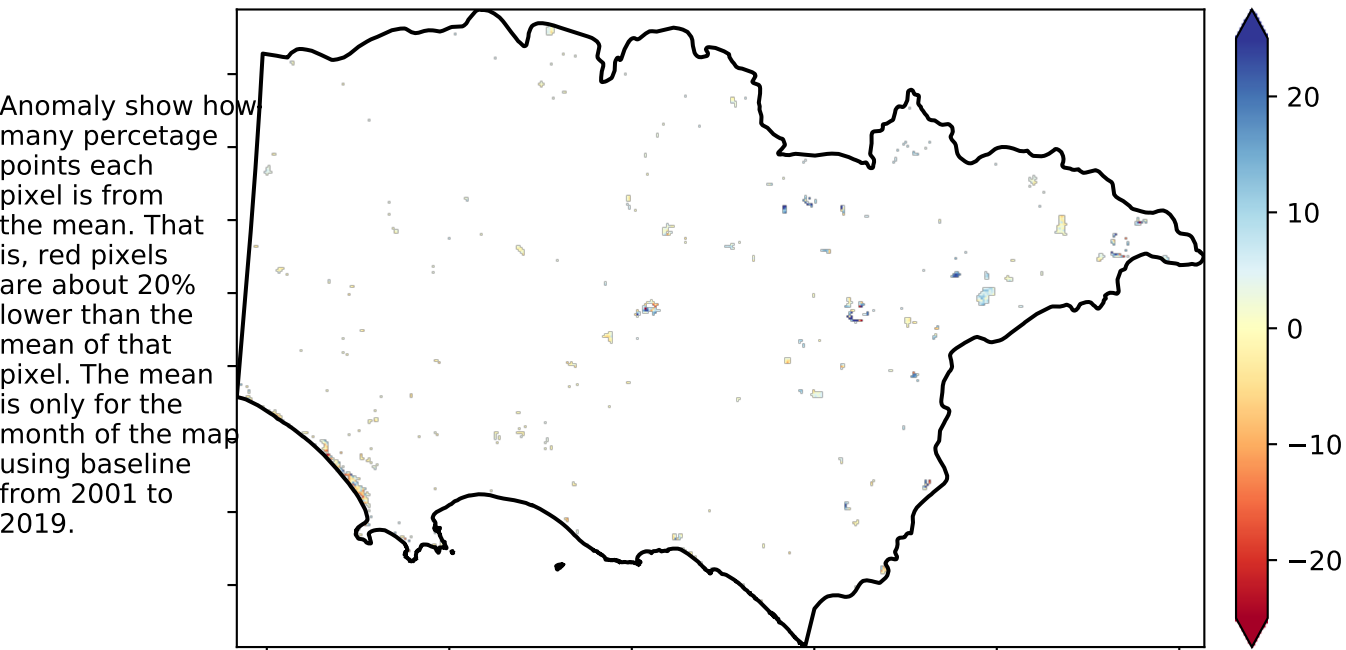 Anomaly show how
many percetage
points each
pixel is from
the mean. That
is, red pixels
are about 20%
lower than the
mean of that
pixel. The mean
is only for the
month of the map
using baseline
from 2001 to
2019.
20
10
0
−10
−20